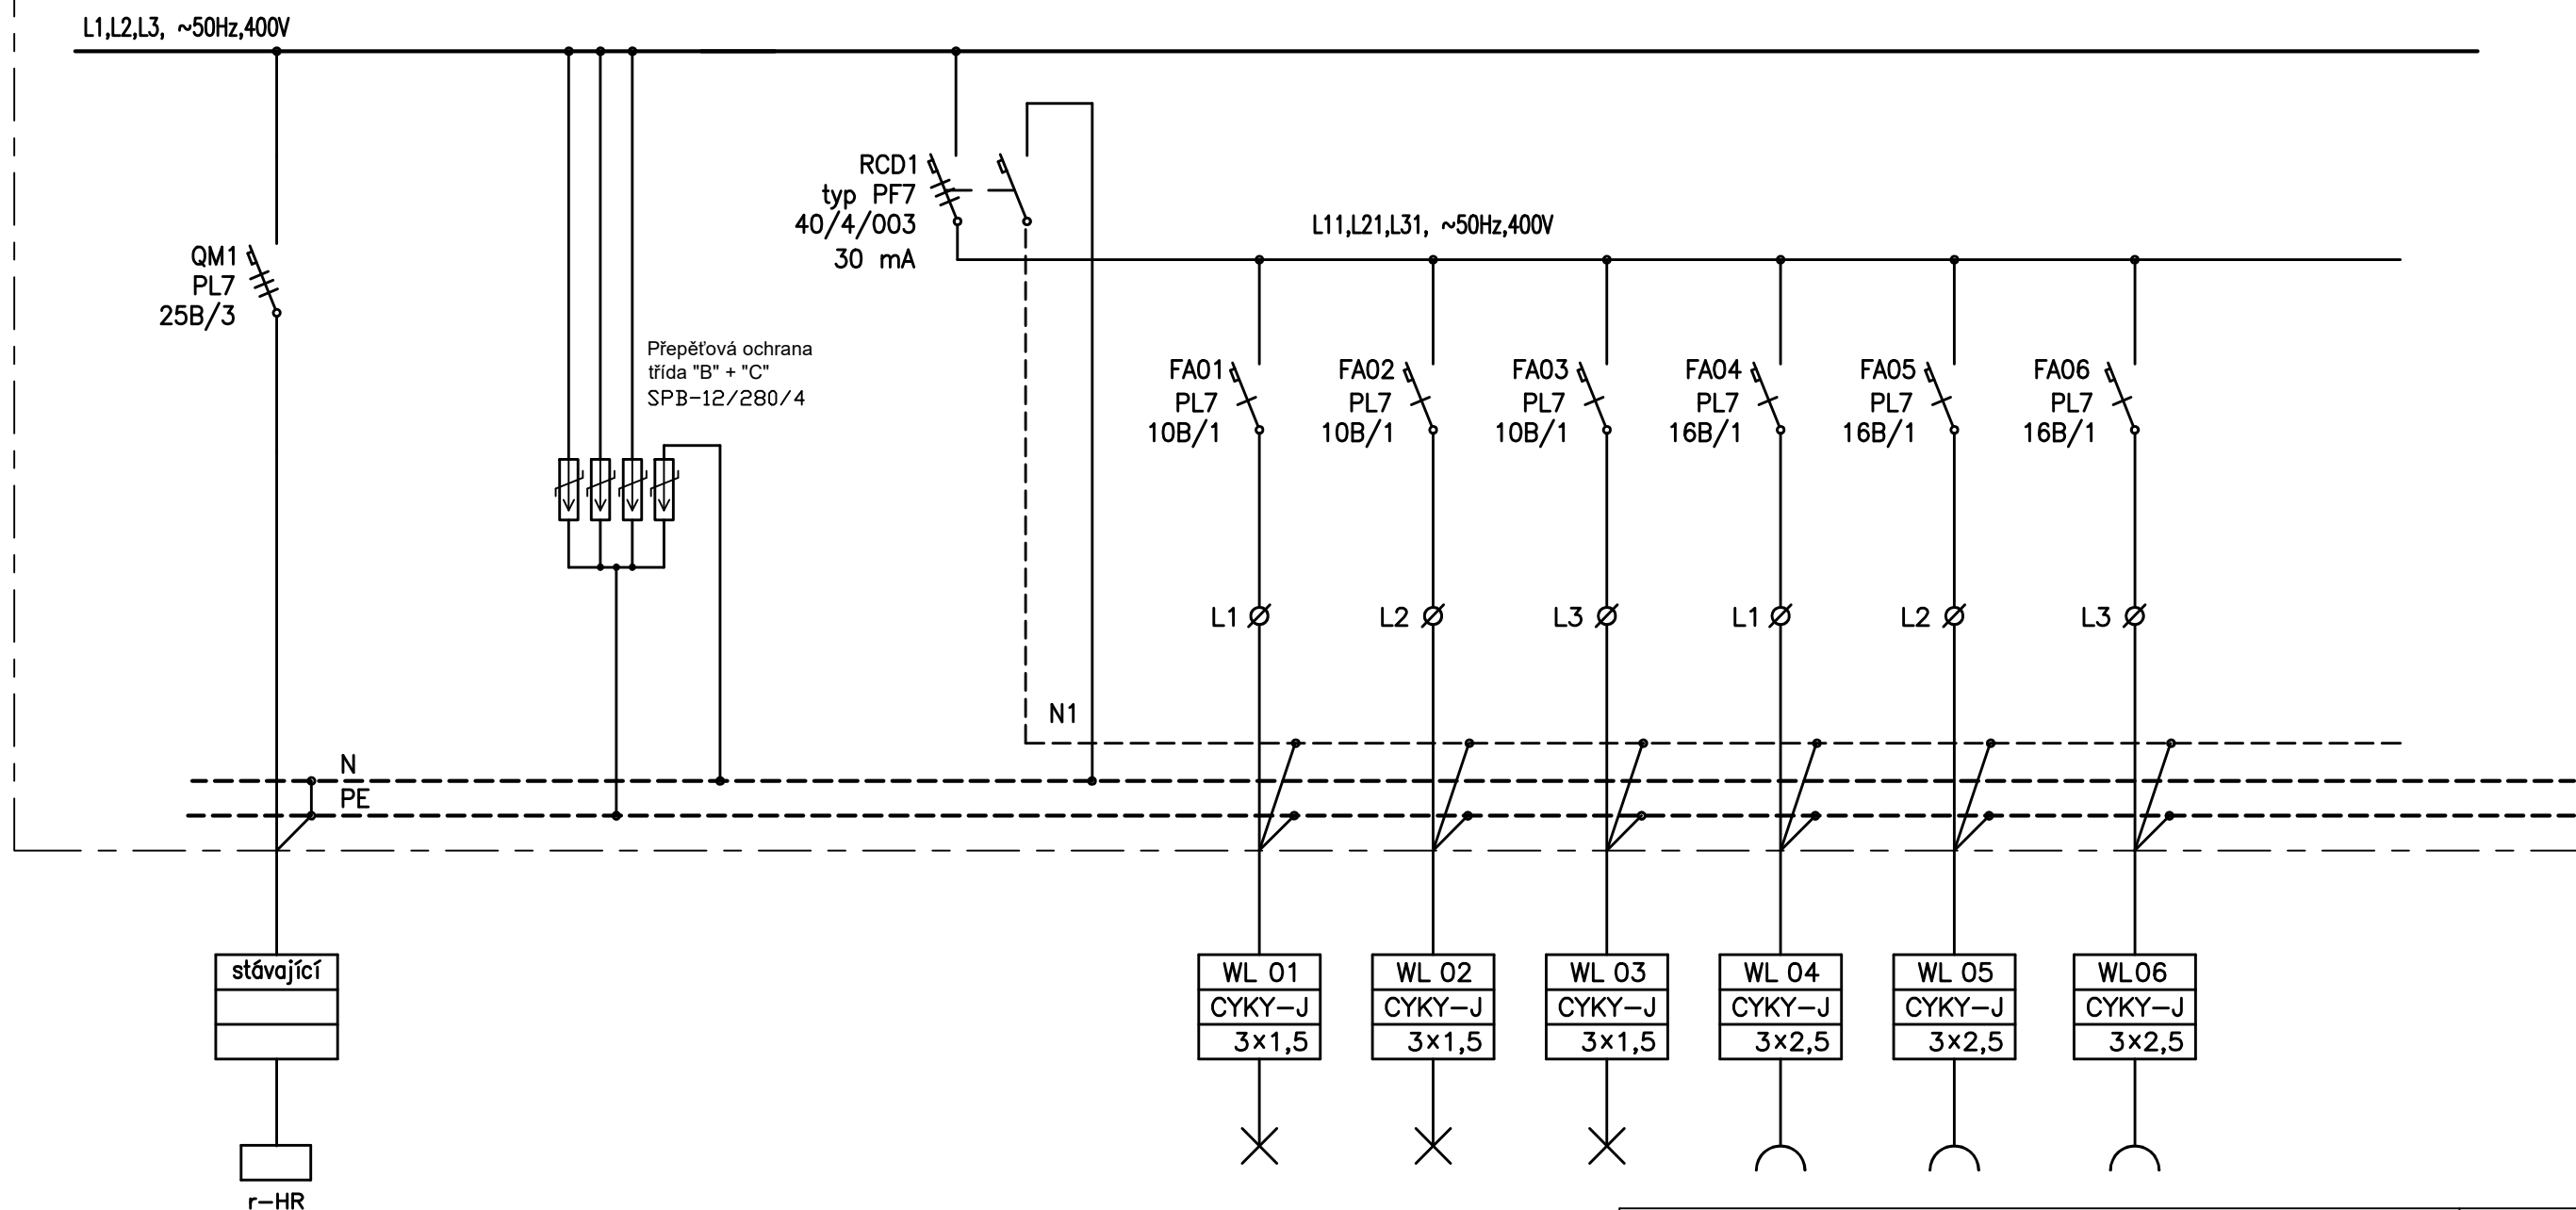 L1,L2,L3, ~50Hz,400V
RCD1
typ PF7
40/4/003
30 mA
L11,L21,L31, ~50Hz,400V
QM1
PL7
25B/3
Přepěťová ochrana
třída "B" + "C"
SPB-12/280/4
FA01
PL7
10B/1
FA02
PL7
10B/1
FA03
PL7
10B/1
FA04
PL7
16B/1
FA05
PL7
16B/1
FA06
PL7
16B/1
L1
L2
L3
L1
L2
L3
N1
N
PE
stávající
r-HR
WL 01
CYKY-J
3x1,5
WL 02
CYKY-J
3x1,5
WL 03
CYKY-J
3x1,5
WL 04
CYKY-J
3x2,5
WL 05
CYKY-J
3x2,5
WL06
CYKY-J
3x2,5